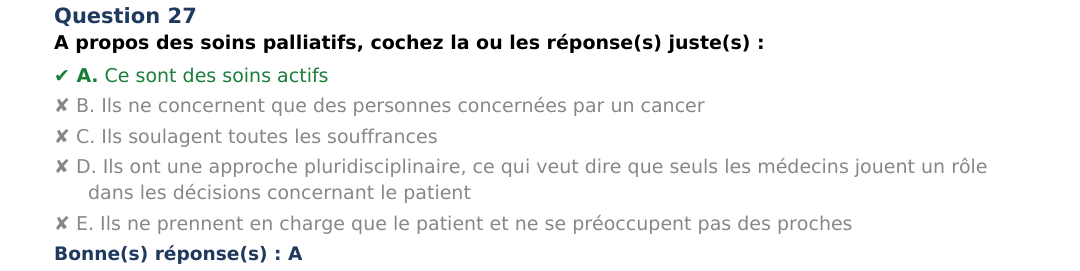 Question 27
A propos des soins palliatifs, cochez la ou les réponse(s) juste(s) :
✔ A. Ce sont des soins actifs
✘ B. Ils ne concernent que des personnes concernées par un cancer
✘ C. Ils soulagent toutes les souffrances
✘ D. Ils ont une approche pluridisciplinaire, ce qui veut dire que seuls les médecins jouent un rôle
dans les décisions concernant le patient
✘ E. Ils ne prennent en charge que le patient et ne se préoccupent pas des proches
Bonne(s) réponse(s) : A